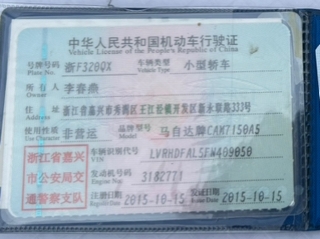 中华人民共和国机动车行驶证
Vehicle License of the People's Republic of China
号牌号码 浙F328QX 车辆类型 小型轿车
Plate No. Vehicle Type
所有人 李春燕
Owner
住址 浙江省嘉兴市秀洲区王江泾镇开发区新永联路333号
Address
使用性质 非营运 品牌型号 马自达牌CAM7150A5
Use Character Model
浙江省嘉兴
市公安局交
通警察支队
车辆识别代号 LVRHDFAL5FN409050
VIN
发动机号码 3182771
Engine No.
注册日期 2015-10-15 发证日期 2015-10-15
Register Date Issue Date